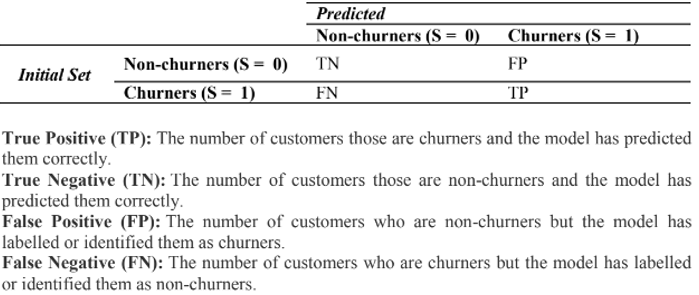 Predicted
Non-churners (S = 0) Churners (S = 1)
Initial Set Non-churners (S = 0) TN FP
Churners (S = 1) FN TP
True Positive (TP): The number of customers those are churners and the model has predicted
them correctly.
True Negative (TN): The number of customers those are non-churners and the model has
predicted them correctly.
False Positive (FP): The number of customers who are non-churners but the model has
labelled or identified them as churners.
False Negative (FN): The number of customers who are churners but the model has labelled
or identified them as non-churners.